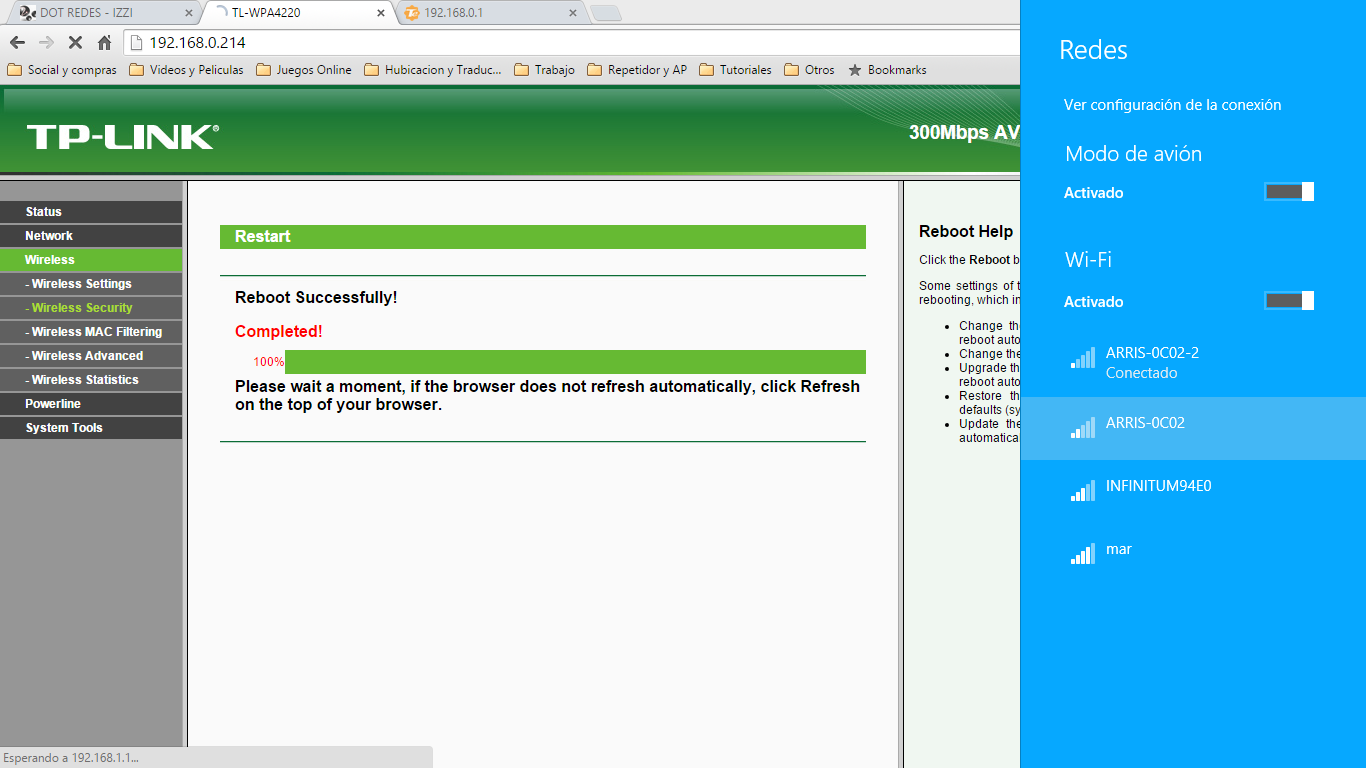 DOT REDES - IZZI
TL-WPA4220
192.168.0.1
192.168.0.214
Social y compras
Videos y Peliculas
Juegos Online
Hubicacion y Traduc...
Trabajo
Repetidor y AP
Tutoriales
Otros
Bookmarks
TP-LINK®
300Mbps AV
Status
Network
Wireless
- Wireless Settings
- Wireless Security
- Wireless MAC Filtering
- Wireless Advanced
- Wireless Statistics
Powerline
System Tools
Restart
Reboot Successfully!
Completed!
100%
Please wait a moment, if the browser does not refresh automatically, click Refresh
on the top of your browser.
Reboot Help
Click the Reboot b
Some settings of t
rebooting, which in
• Change th
reboot auto
• Change the
• Upgrade th
reboot auto
• Restore th
defaults (sy
• Update the
automatica
Esperando a 192.168.1.1...
Redes
Ver configuración de la conexión
Modo de avión
Activado
Wi-Fi
Activado
ARRIS-0C02-2
Conectado
ARRIS-0C02
INFINITUM94E0
mar